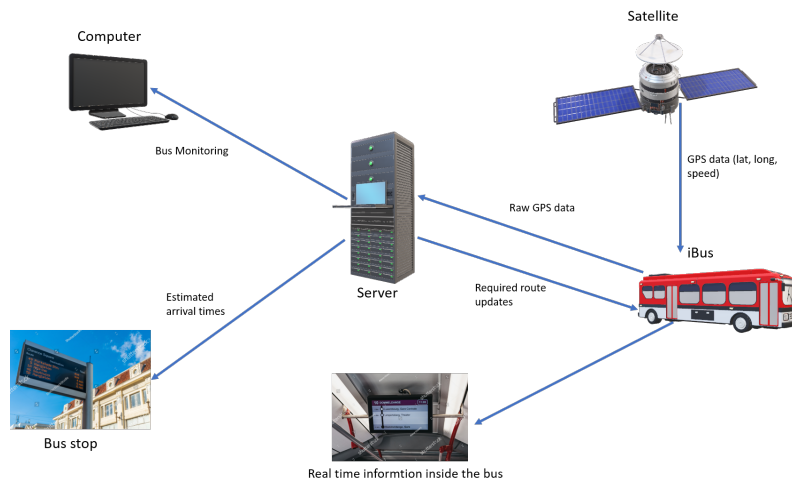 Satellite
Computer
Bus Monitoring
GPS data (lat, long,
speed)
Raw GPS data
iBus
Server
Required route
updates
Estimated
arrival times
Bus stop
Real time informtion inside the bus